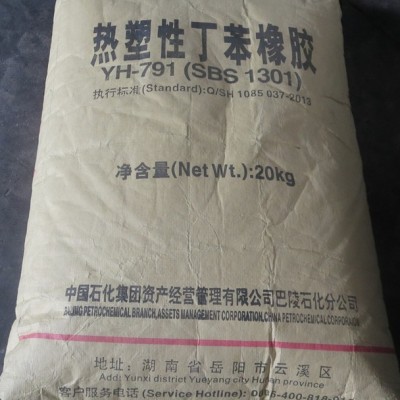 热塑性丁苯橡胶
YH-791 (SBS 1301)
执行标准(Standard):Q/SH 1085 037-2013
净含量(Net Wt.):20kg
中国石化集团资产经营管理有限公司巴陵石化分公司
PETROCHEMICAL BRANCH,ASSETS MANAGEMENT CORPORATION,CHINA PETROCHEMICAL CORPORATION
地址:湖南省岳阳市云溪区
Add: Yunxi district Yueyang city Hunan province
客户服务电话(Service Hotline):